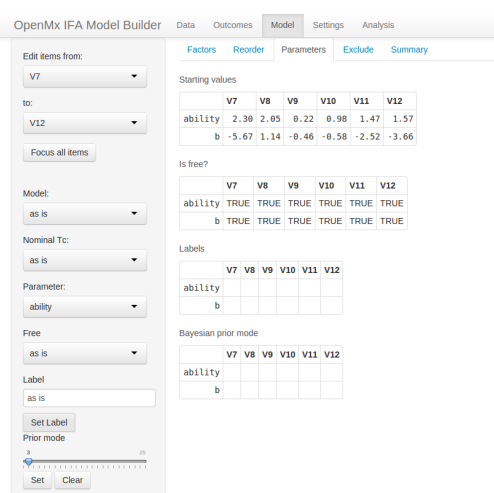 OpenMx IFA Model Builder Data Outcomes Model Settings Analysis
Edit items from:
V7
to:
V12
Focus all items
Model:
as is
Nominal Tc:
as is
Parameter:
ability
Free
as is
Label
as is
Set Label
Prior mode
3 25
Set Clear
Factors Reorder Parameters Exclude Summary
Starting values
V7 V8 V9 V10 V11 V12
ability 2.30 2.05 0.22 0.98 1.47 1.57
b -5.67 1.14 -0.46 -0.58 -2.52 -3.66
Is free?
V7 V8 V9 V10 V11 V12
ability TRUE TRUE TRUE TRUE TRUE TRUE
b TRUE TRUE TRUE TRUE TRUE TRUE
Labels
V7 V8 V9 V10 V11 V12
ability
b
Bayesian prior mode
V7 V8 V9 V10 V11 V12
ability
b